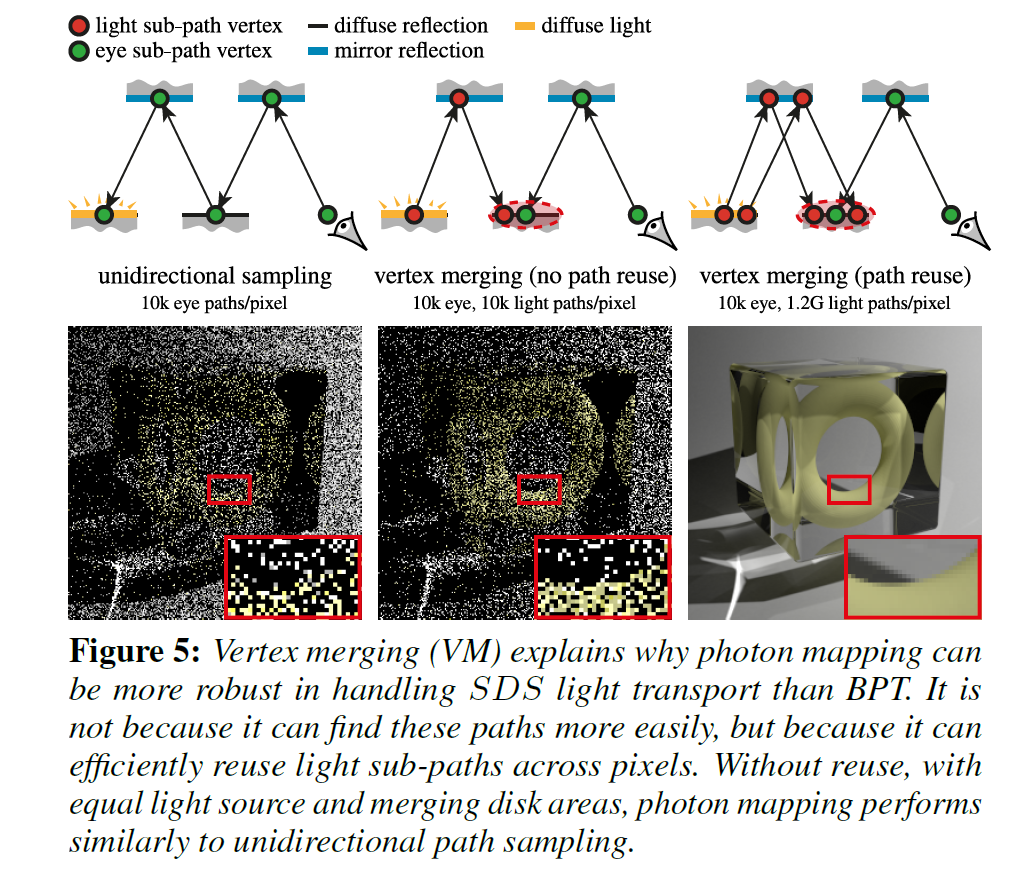 light sub-path vertex diffuse reflection diffuse light
eye sub-path vertex mirror reflection
unidirectional sampling
10k eye paths/pixel
vertex merging (no path reuse)
10k eye, 10k light paths/pixel
vertex merging (path reuse)
10k eye, 1.2G light paths/pixel
Figure 5: Vertex merging (VM) explains why photon mapping can
be more robust in handling SDS light transport than BPT. It is
not because it can find these paths more easily, but because it can
efficiently reuse light sub-paths across pixels. Without reuse, with
equal light source and merging disk areas, photon mapping performs
similarly to unidirectional path sampling.